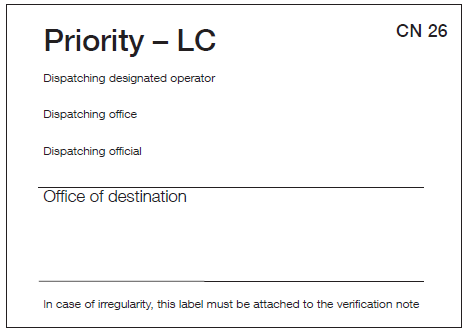 Priority – LC
CN 26
Dispatching designated operator
Dispatching office
Dispatching official
Office of destination
In case of irregularity, this label must be attached to the verification note